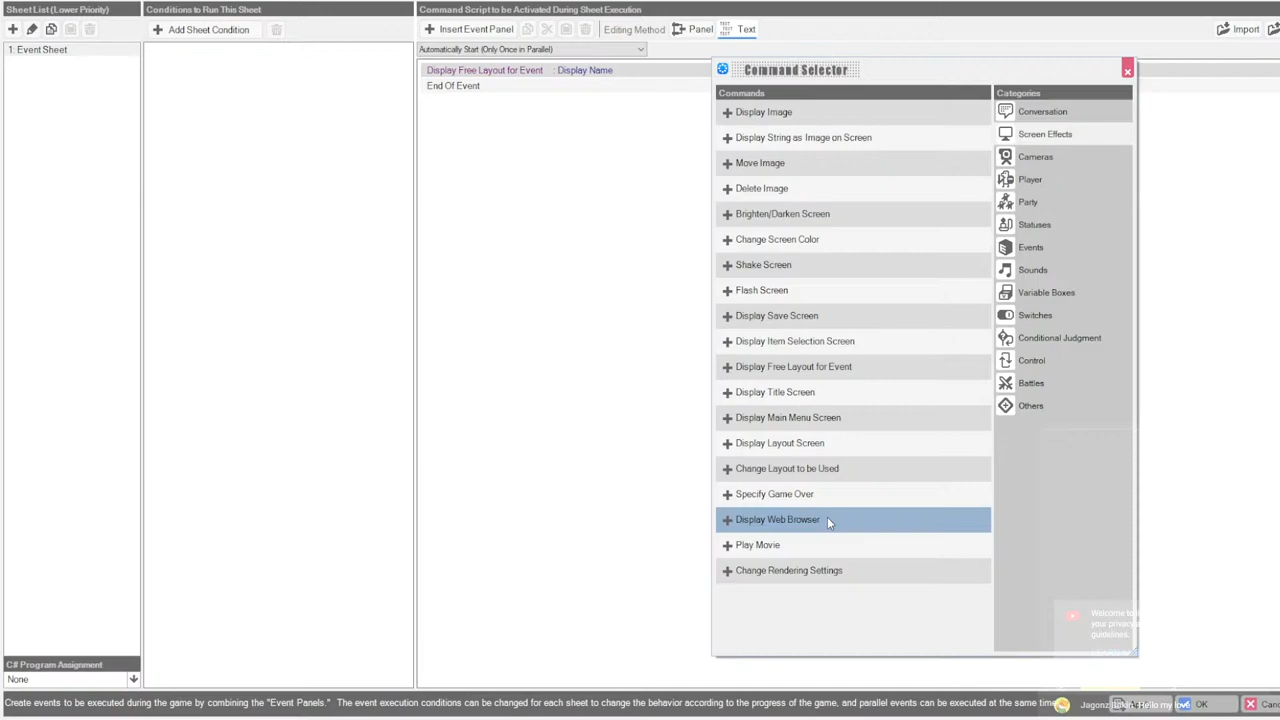 Sheet List (Lower Priority)
Conditions to Run This Sheet
Command Script to be Activated During Sheet Execution
Add Sheet Condition
Insert Event Panel
Editing Method
Panel
Text
Import
1: Event Sheet
Automatically Start (Only Once in Parallel)
Display Free Layout for Event : Display Name
End Of Event
Command Selector
Commands
Categories
Display Image
Display String as Image on Screen
Move Image
Delete Image
Brighten/Darken Screen
Change Screen Color
Shake Screen
Flash Screen
Display Save Screen
Display Item Selection Screen
Display Free Layout for Event
Display Title Screen
Display Main Menu Screen
Display Layout Screen
Change Layout to be Used
Specify Game Over
Display Web Browser
Play Movie
Change Rendering Settings
Conversation
Screen Effects
Cameras
Player
Party
Statuses
Events
Sounds
Variable Boxes
Switches
Conditional Judgment
Control
Battles
Others
Welcome to
your privacy
guidelines.
C# Program Assignment
None
Create events to be executed during the game by combining the "Event Panels." The event execution conditions can be changed for each sheet to change the behavior according to the progress of the game, and parallel events can be executed at the same time
Hello my love
OK